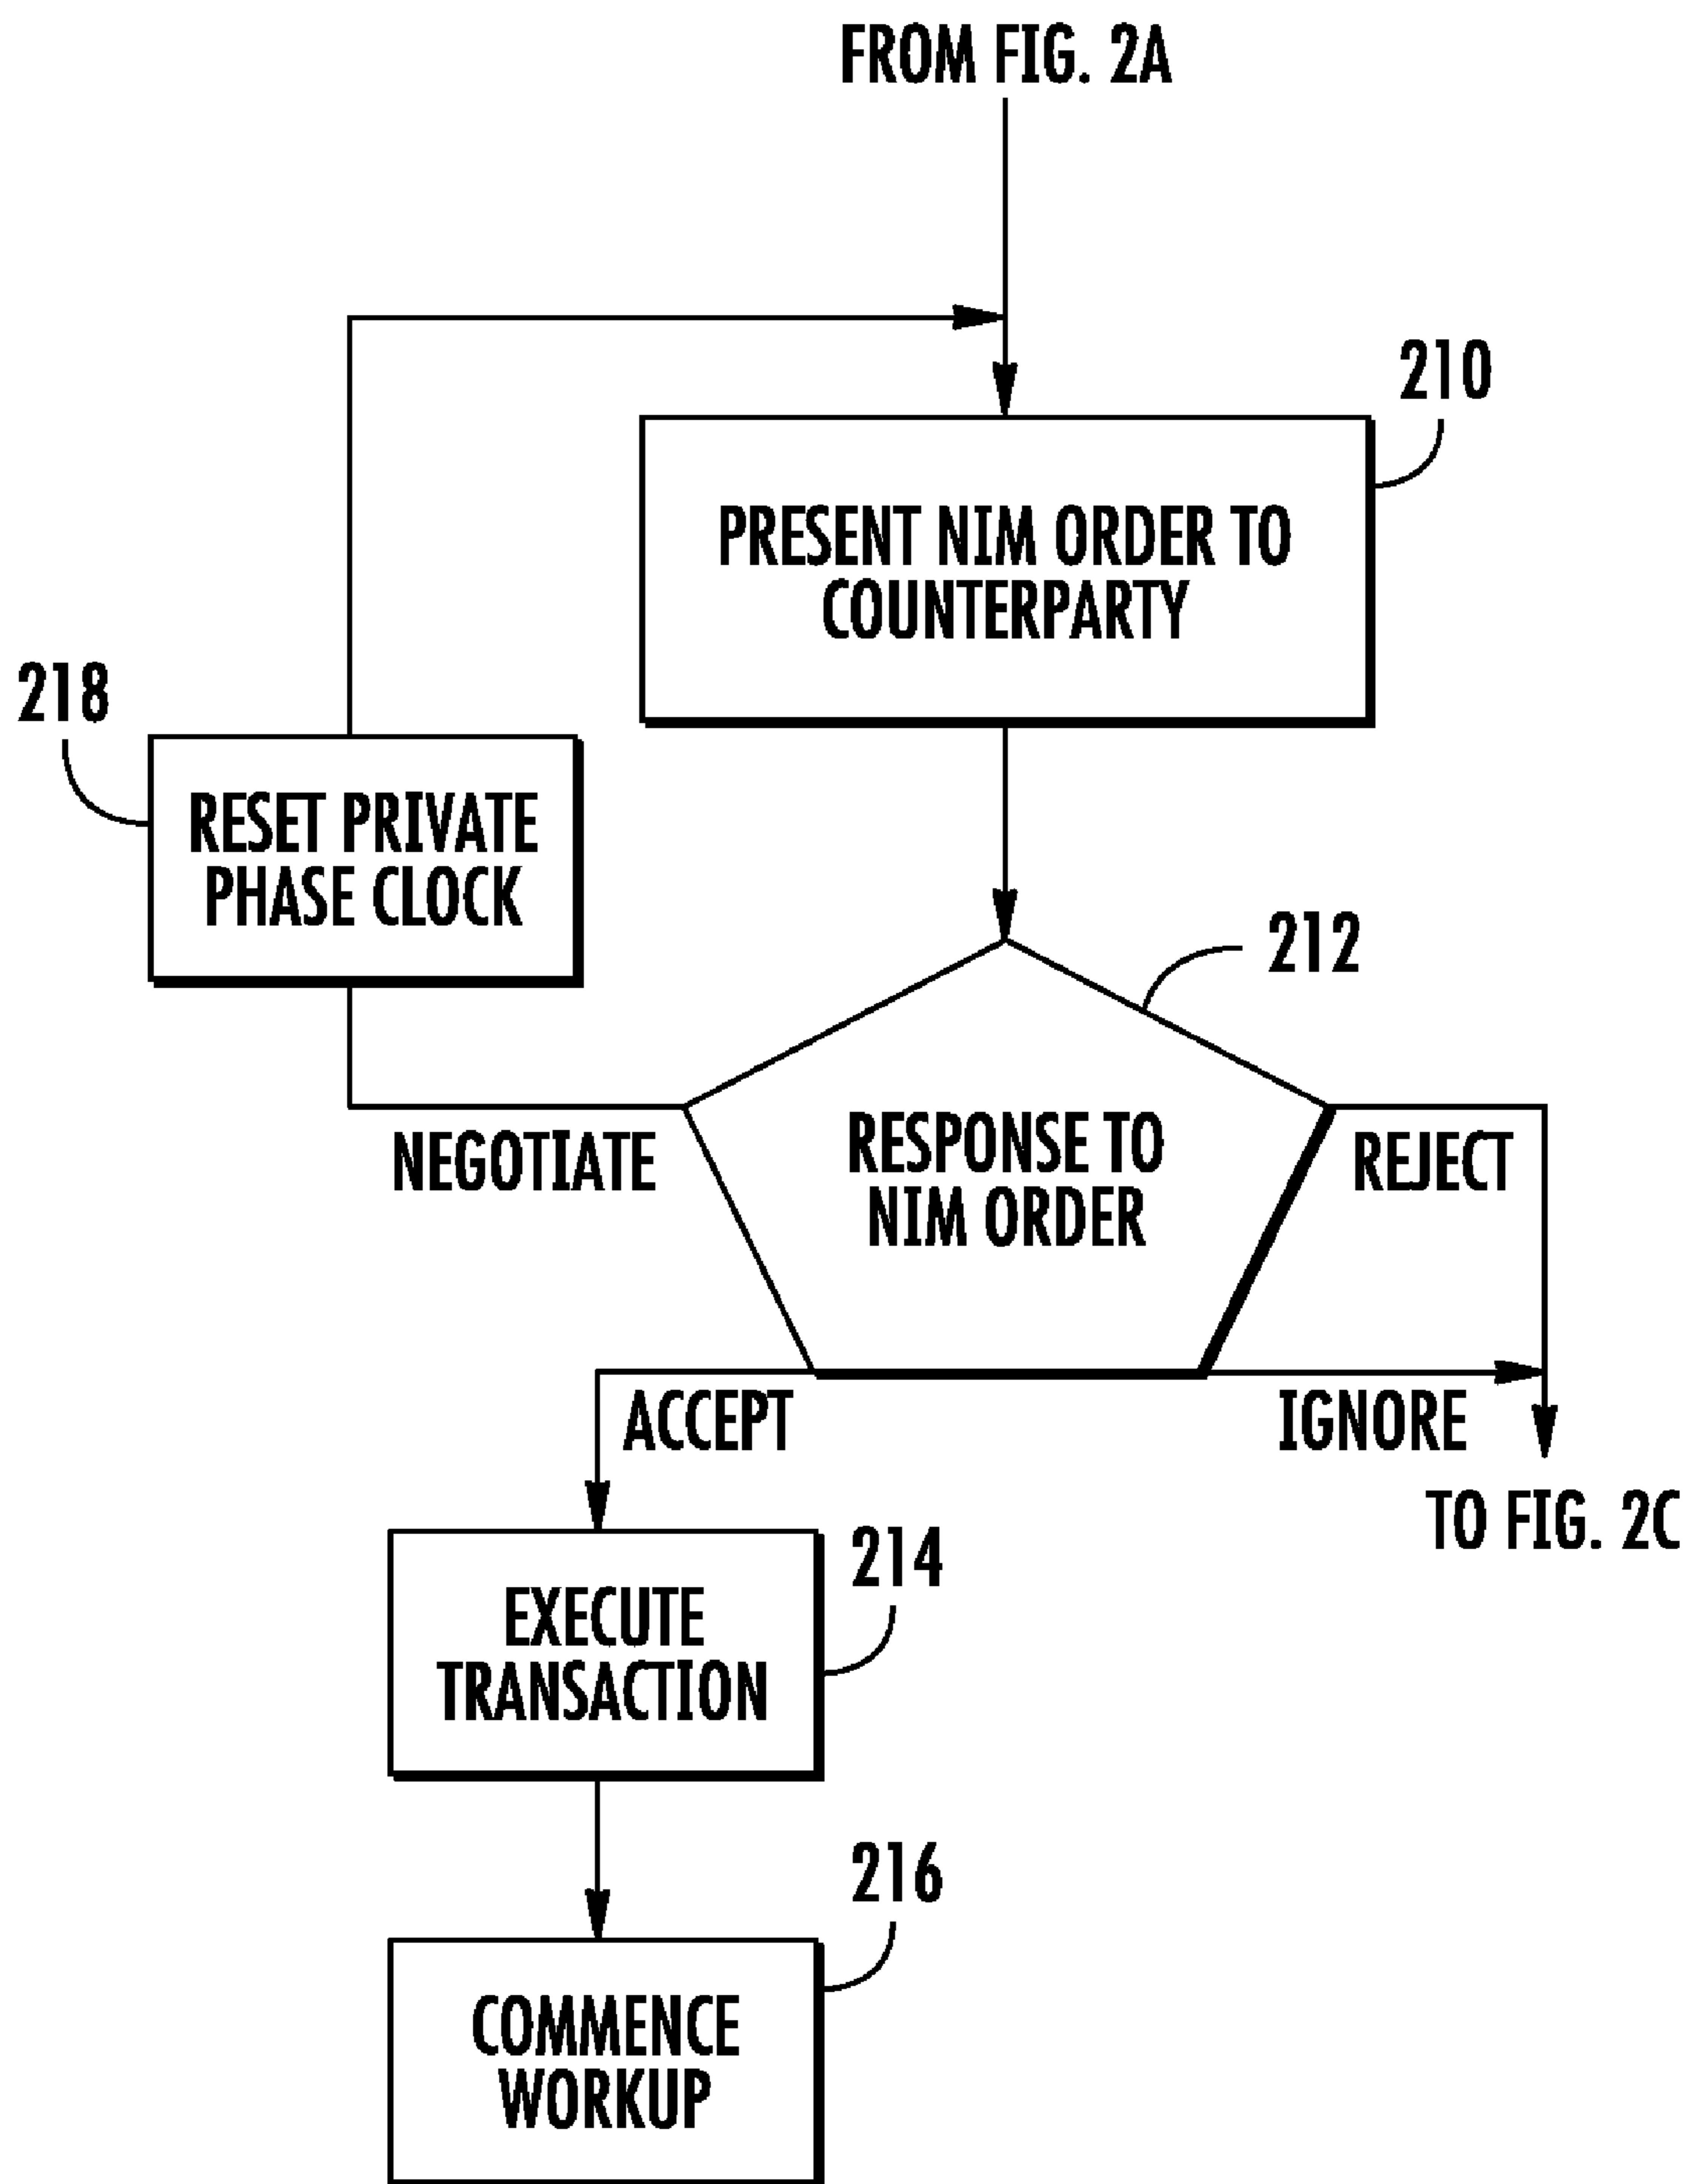 FROM FIG. 2A
210
PRESENT NIM ORDER TO
COUNTERPARTY
218
RESET PRIVATE
PHASE CLOCK
212
RESPONSE TO
NIM ORDER
NEGOTIATE
REJECT
ACCEPT
IGNORE
TO FIG. 2C
214
EXECUTE
TRANSACTION
216
COMMENCE
WORKUP